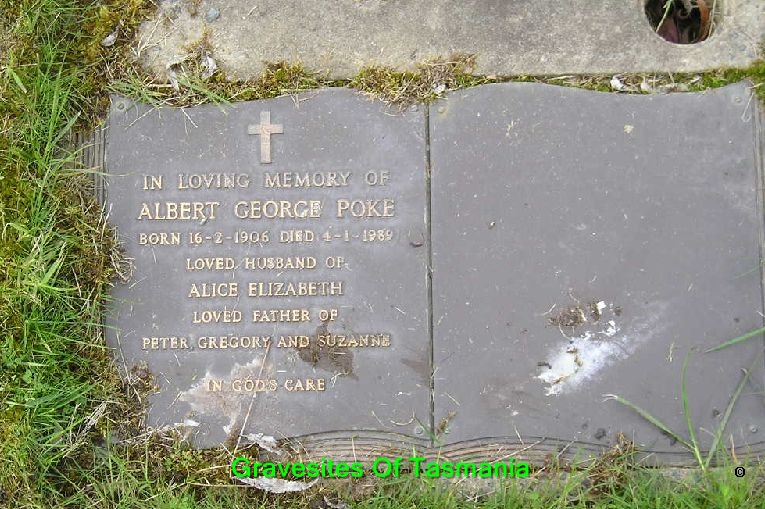 IN LOVING MEMORY OF
ALBERT GEORGE POKE
BORN 16-2-1906 DIED 4-1-1989
LOVED HUSBAND OF
ALICE ELIZABETH
LOVED FATHER OF
PETER, GREGORY AND SUZANNE
IN GOD'S CARE
Gravesites Of Tasmania
©